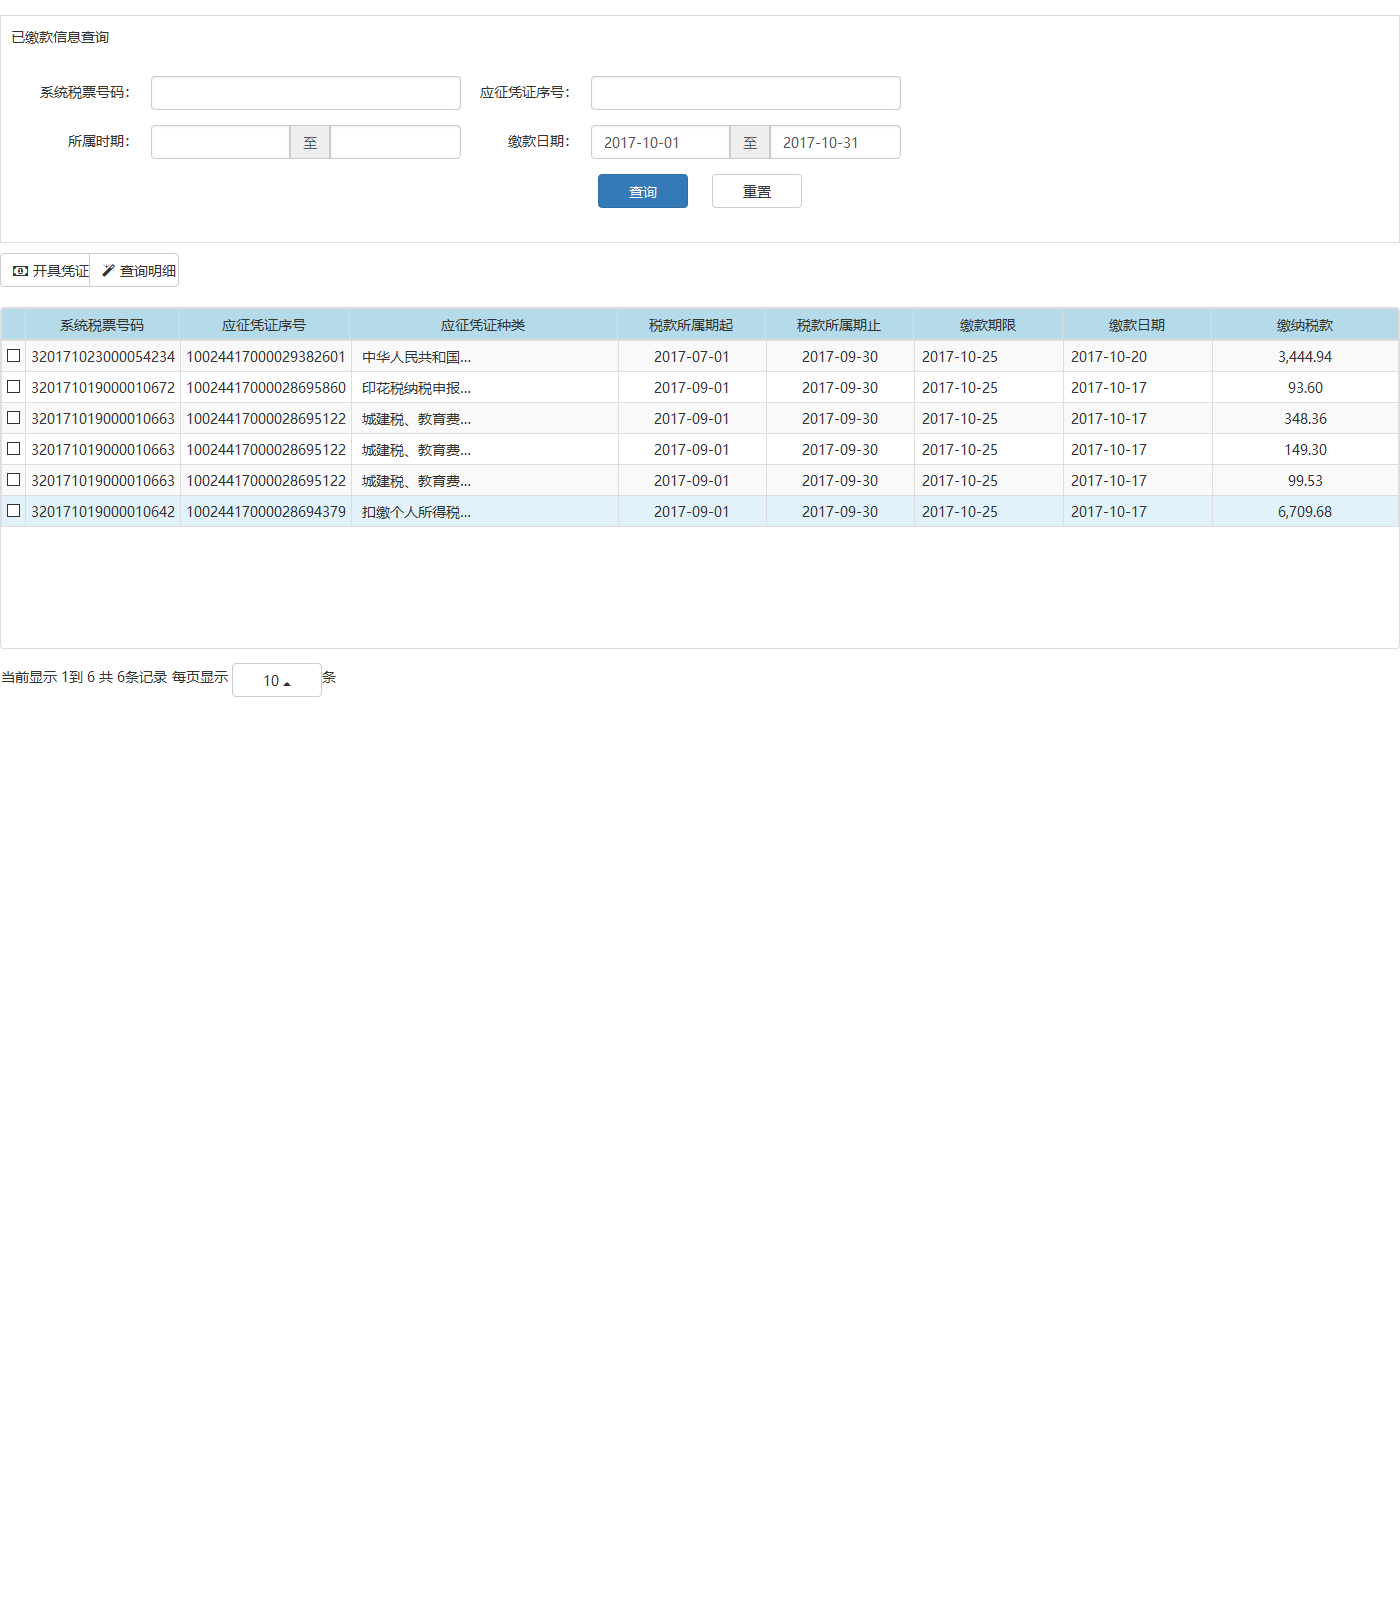 已缴款信息查询
系统税票号码： 应征凭证序号：
所属时期： 至 缴款日期： 2017-10-01 至 2017-10-31
查询 重置
开具凭证 查询明细
系统税票号码 应征凭证序号 应征凭证种类 税款所属期起 税款所属期止 缴款期限 缴款日期 缴纳税款
320171023000054234 10024417000029382601 中华人民共和国... 2017-07-01 2017-09-30 2017-10-25 2017-10-20 3,444.94
320171019000010672 10024417000028695860 印花税纳税申报... 2017-09-01 2017-09-30 2017-10-25 2017-10-17 93.60
320171019000010663 10024417000028695122 城建税、教育费... 2017-09-01 2017-09-30 2017-10-25 2017-10-17 348.36
320171019000010663 10024417000028695122 城建税、教育费... 2017-09-01 2017-09-30 2017-10-25 2017-10-17 149.30
320171019000010663 10024417000028695122 城建税、教育费... 2017-09-01 2017-09-30 2017-10-25 2017-10-17 99.53
320171019000010642 10024417000028694379 扣缴个人所得税... 2017-09-01 2017-09-30 2017-10-25 2017-10-17 6,709.68
当前显示 1到 6 共 6条记录 每页显示 10 条